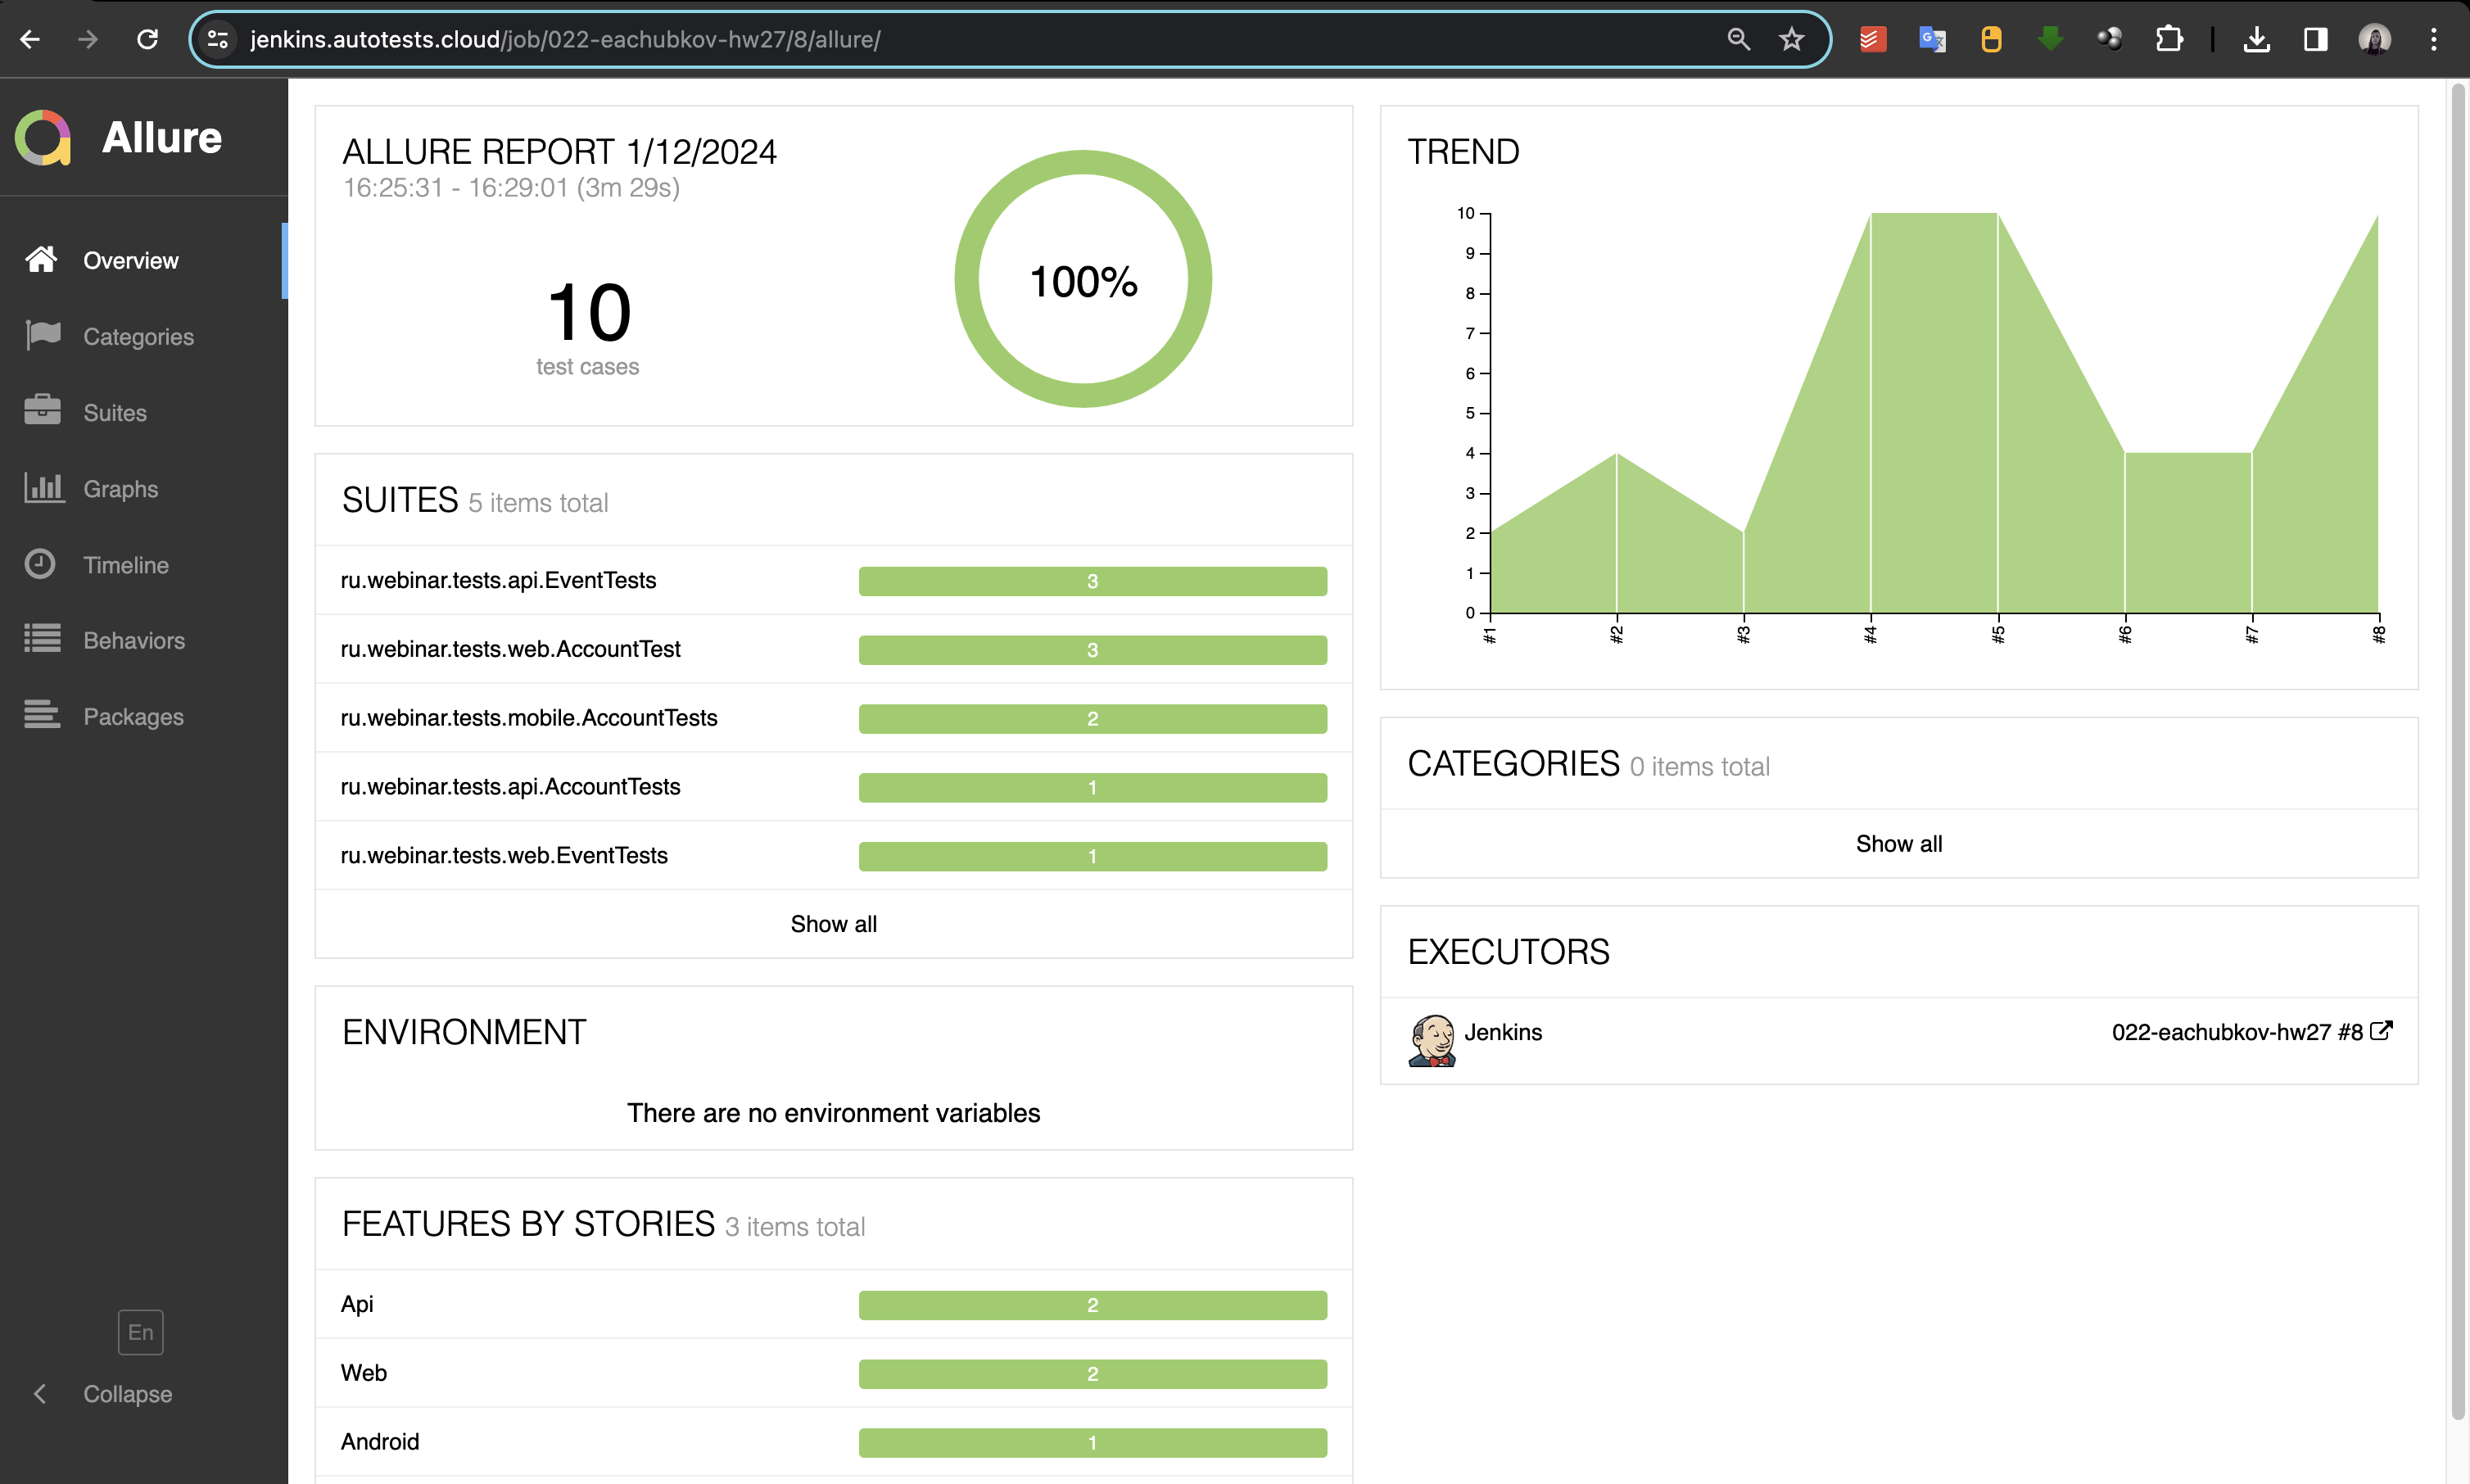 jenkins.autotests.cloud/job/022-eachubkov-hw27/8/allure/
Allure
Overview
Categories
Suites
Graphs
Timeline
Behaviors
Packages
En
Collapse
ALLURE REPORT 1/12/2024
16:25:31 - 16:29:01 (3m 29s)
10
test cases
100%
SUITES 5 items total
ru.webinar.tests.api.EventTests 3
ru.webinar.tests.web.AccountTest 3
ru.webinar.tests.mobile.AccountTests 2
ru.webinar.tests.api.AccountTests 1
ru.webinar.tests.web.EventTests 1
Show all
ENVIRONMENT
There are no environment variables
FEATURES BY STORIES 3 items total
Api 2
Web 2
Android 1
TREND
10
9
8
7
6
5
4
3
2
1
0
#1 #2 #3 #4 #5 #6 #7 #8
CATEGORIES 0 items total
Show all
EXECUTORS
Jenkins 022-eachubkov-hw27 #8